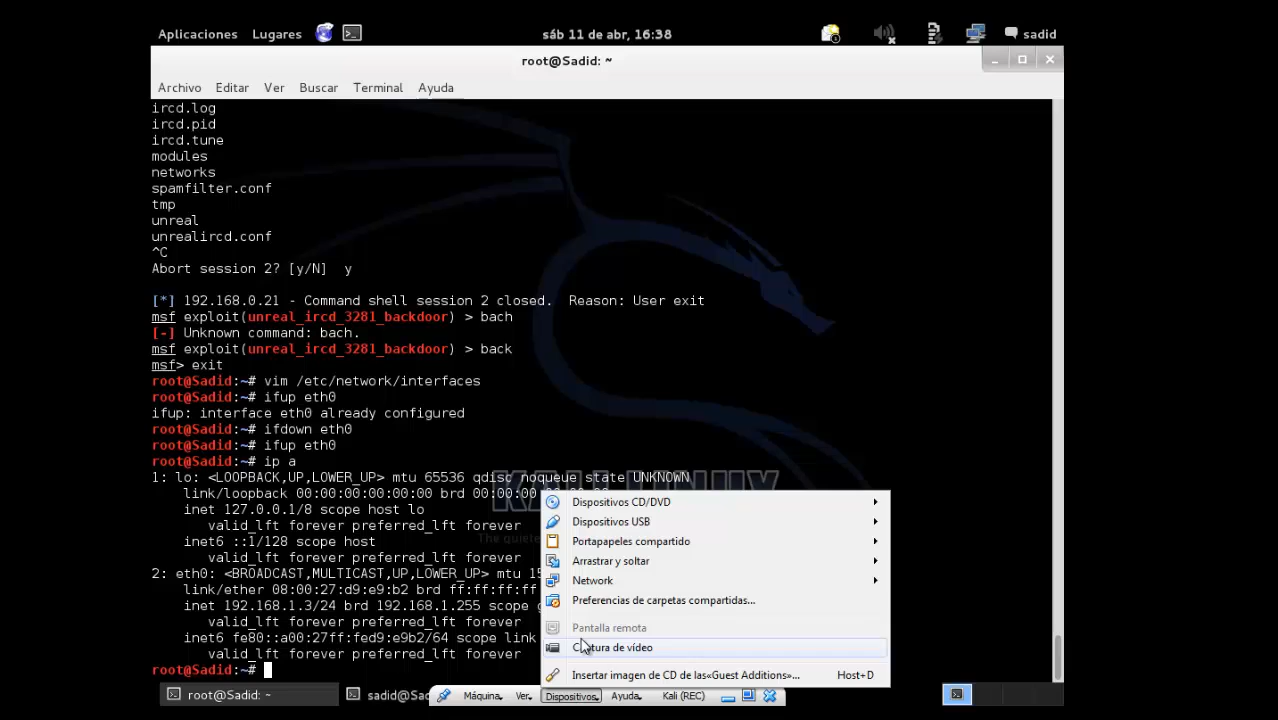 Aplicaciones Lugares sáb 11 de abr, 16:38 sadid
root@Sadid: ~
Archivo Editar Ver Buscar Terminal Ayuda
ircd.log
ircd.pid
ircd.tune
modules
networks
spamfilter.conf
tmp
unreal
unrealircd.conf
^C
Abort session 2? [y/N]  y
[*] 192.168.0.21 - Command shell session 2 closed.  Reason: User exit
msf exploit(unreal_ircd_3281_backdoor) > bach
[-] Unknown command: bach.
msf exploit(unreal_ircd_3281_backdoor) > back
msf> exit
root@Sadid:~# vim /etc/network/interfaces
root@Sadid:~# ifup eth0
ifup: interface eth0 already configured
root@Sadid:~# ifdown eth0
root@Sadid:~# ifup eth0
root@Sadid:~# ip a
1: lo: <LOOPBACK,UP,LOWER_UP> mtu 65536 qdisc noqueue state UNKNOWN
link/loopback 00:00:00:00:00:00 brd 00:00:00
inet 127.0.0.1/8 scope host lo
valid_lft forever preferred_lft forever
inet6 ::1/128 scope host
valid_lft forever preferred_lft forever
2: eth0: <BROADCAST,MULTICAST,UP,LOWER_UP> mtu 15
link/ether 08:00:27:d9:e9:b2 brd ff:ff:ff:ff
inet 192.168.1.3/24 brd 192.168.1.255 scope g
valid_lft forever preferred_lft forever
inet6 fe80::a00:27ff:fed9:e9b2/64 scope link
valid_lft forever preferred_lft forever
root@Sadid:~#
KALI LINUX
The quiete
Dispositivos CD/DVD
Dispositivos USB
Portapapeles compartido
Arrastrar y soltar
Network
Preferencias de carpetas compartidas...
Pantalla remota
Captura de vídeo
Insertar imagen de CD de las«Guest Additions»... Host+D
root@Sadid: ~ sadid@Sa Máquina Ver Dispositivos Ayuda Kali (REC)